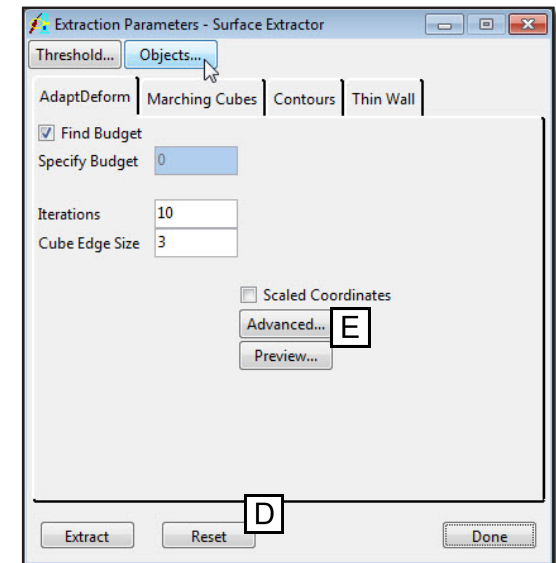 Extraction Parameters - Surface Extractor
Threshold... Objects...
AdaptDeform Marching Cubes Contours Thin Wall
Find Budget
Specify Budget 0
Iterations 10
Cube Edge Size 3
Scaled Coordinates
Advanced... E
Preview...
D
Extract Reset Done